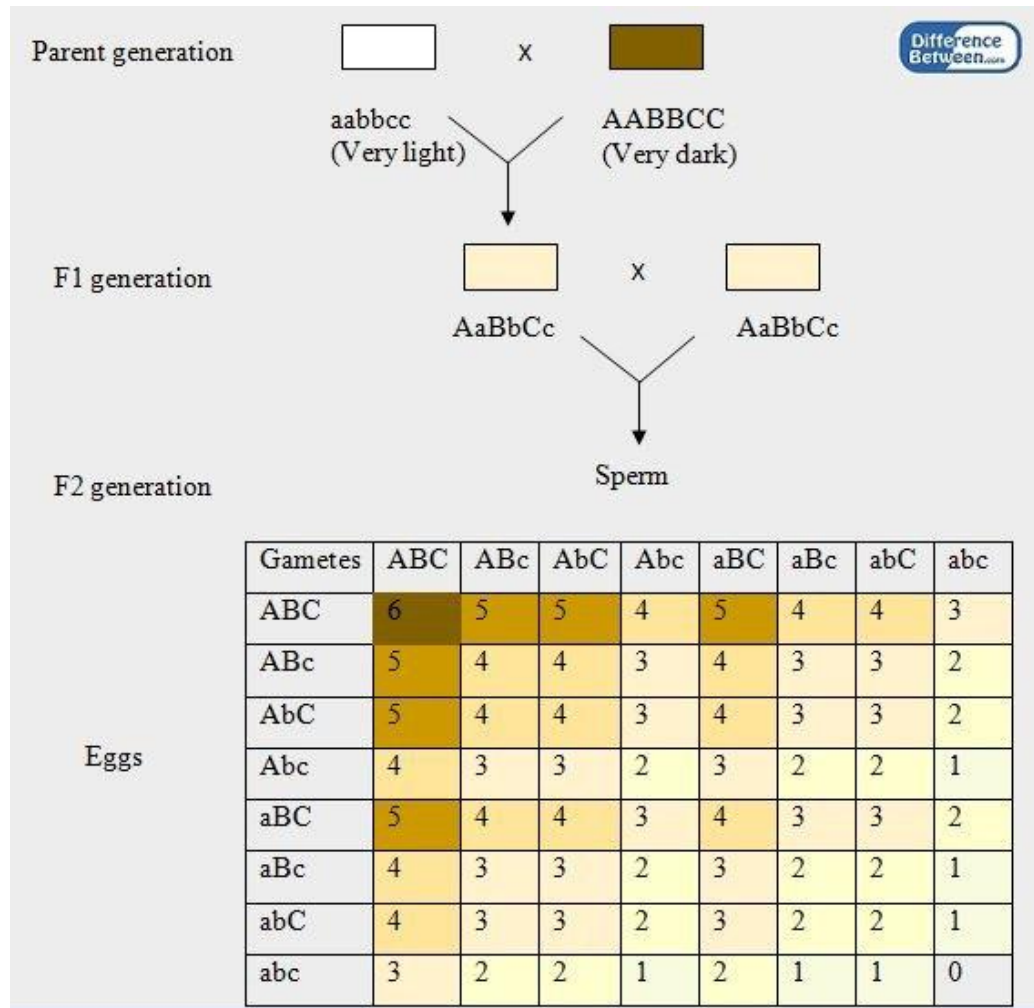 Parent generation
x
Difference
Between.com
aabbcc
(Very light)
AABBCC
(Very dark)
F1 generation
x
AaBbCc
AaBbCc
F2 generation
Sperm
Eggs
Gametes ABC ABc AbC Abc aBC aBc abC abc
ABC 6 5 5 4 5 4 4 3
ABc 5 4 4 3 4 3 3 2
AbC 5 4 4 3 4 3 3 2
Abc 4 3 3 2 3 2 2 1
aBC 5 4 4 3 4 3 3 2
aBc 4 3 3 2 3 2 2 1
abC 4 3 3 2 3 2 2 1
abc 3 2 2 1 2 1 1 0